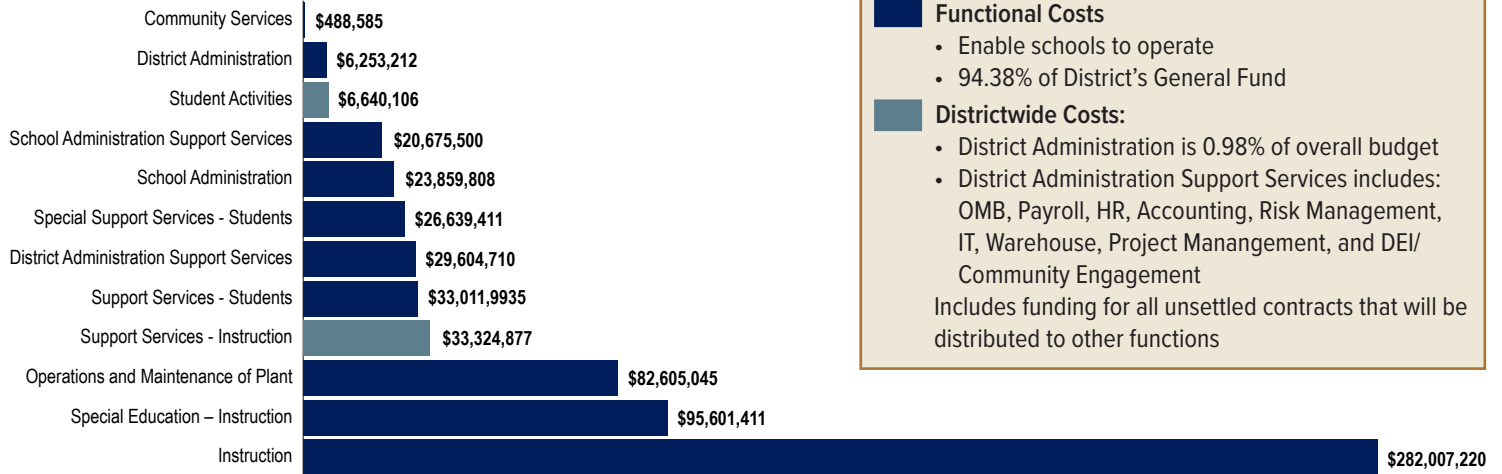 Community Services $488,585
District Administration $6,253,212
Student Activities $6,640,106
School Administration Support Services $20,675,500
School Administration $23,859,808
Special Support Services - Students $26,639,411
District Administration Support Services $29,604,710
Support Services - Students $33,011,9935
Support Services - Instruction $33,324,877
Operations and Maintenance of Plant $82,605,045
Special Education – Instruction $95,601,411
Instruction $282,007,220
Functional Costs
• Enable schools to operate
• 94.38% of District’s General Fund
Districtwide Costs:
• District Administration is 0.98% of overall budget
• District Administration Support Services includes:
OMB, Payroll, HR, Accounting, Risk Management,
IT, Warehouse, Project Manangement, and DEI/
Community Engagement
Includes funding for all unsettled contracts that will be
distributed to other functions